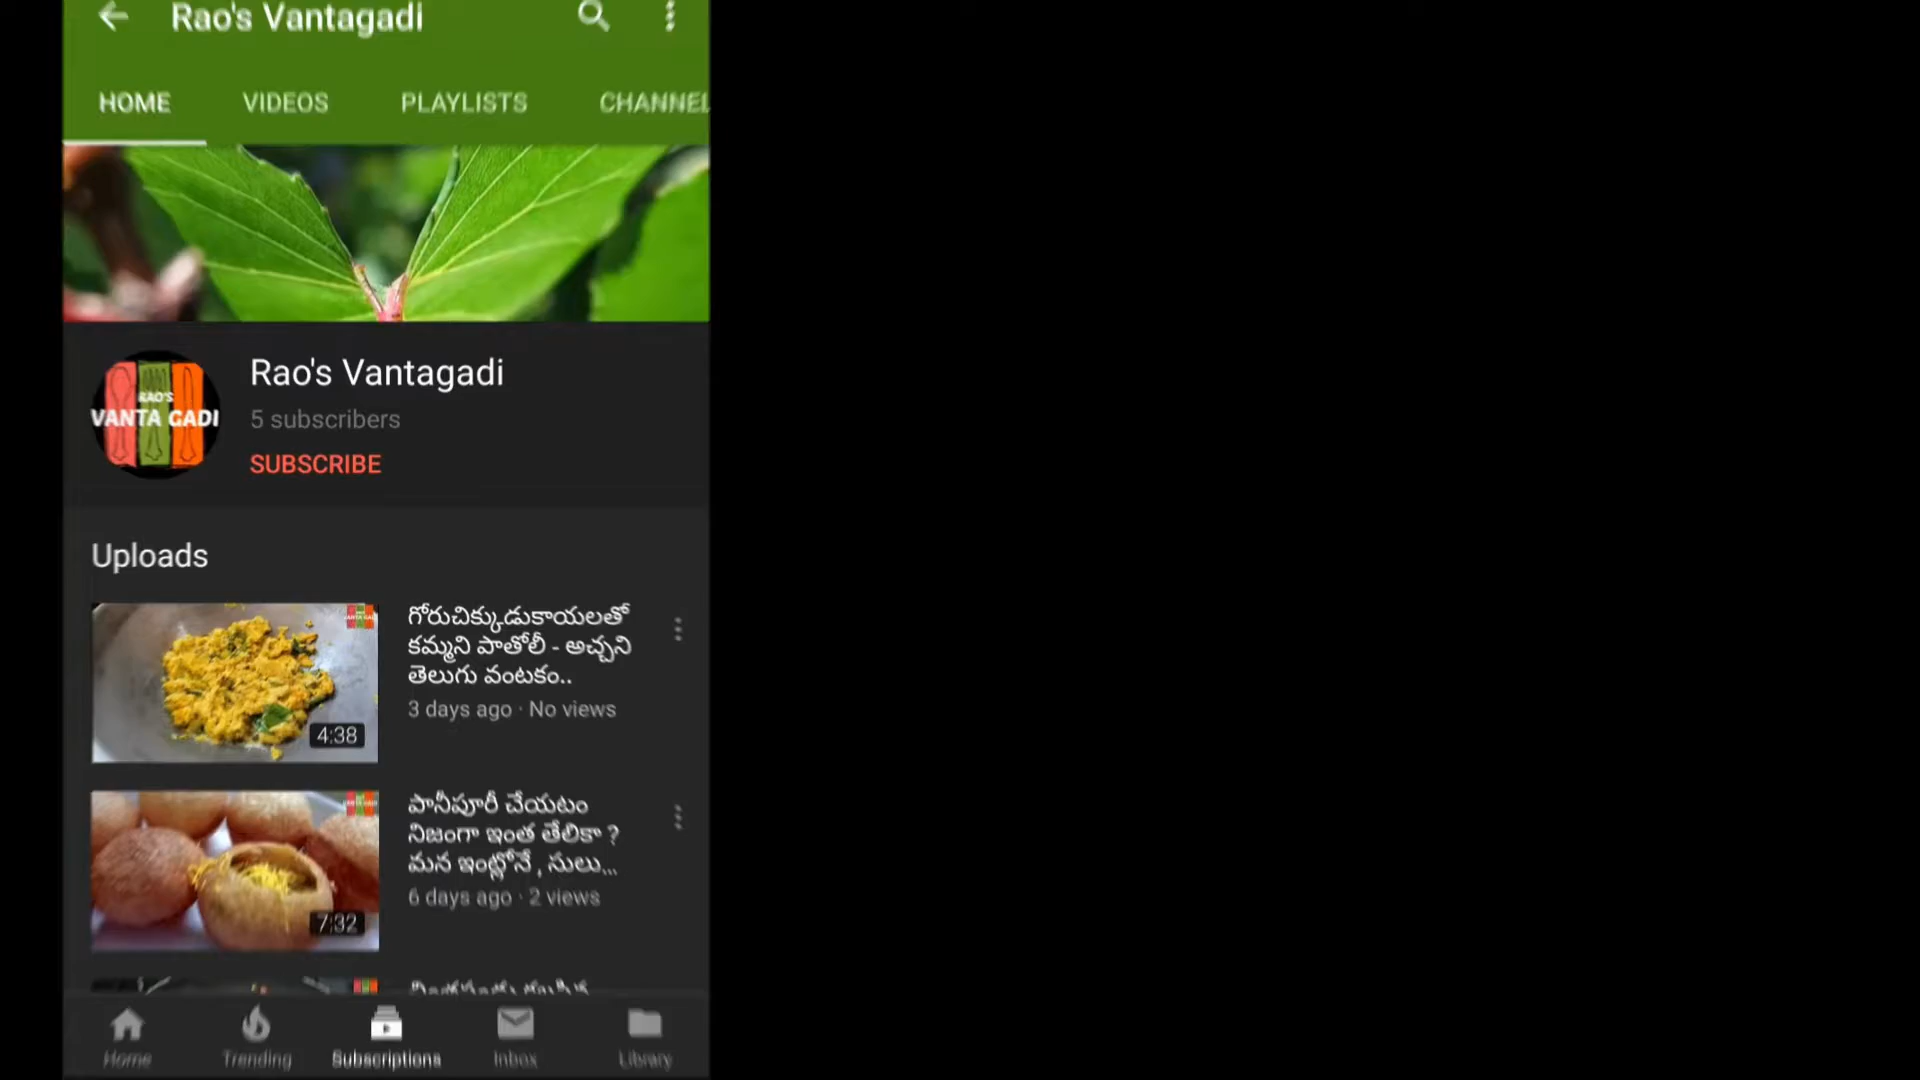 Rao's Vantagadi
HOME VIDEOS PLAYLISTS CHANNEL
RAO'S
VANTA GADI
Rao's Vantagadi
5 subscribers
SUBSCRIBE
Uploads
గోరుచిక్కుడుకాయలతో
కమ్మని పాతోలీ - అచ్చని
తెలుగు వంటకం..
3 days ago · No views
4:38
పానీపూరీ చేయటం
నిజంగా ఇంత తేలికా ?
మన ఇంట్లోనే , సులు...
6 days ago · 2 views
7:32
Home Trending Subscriptions Inbox Library